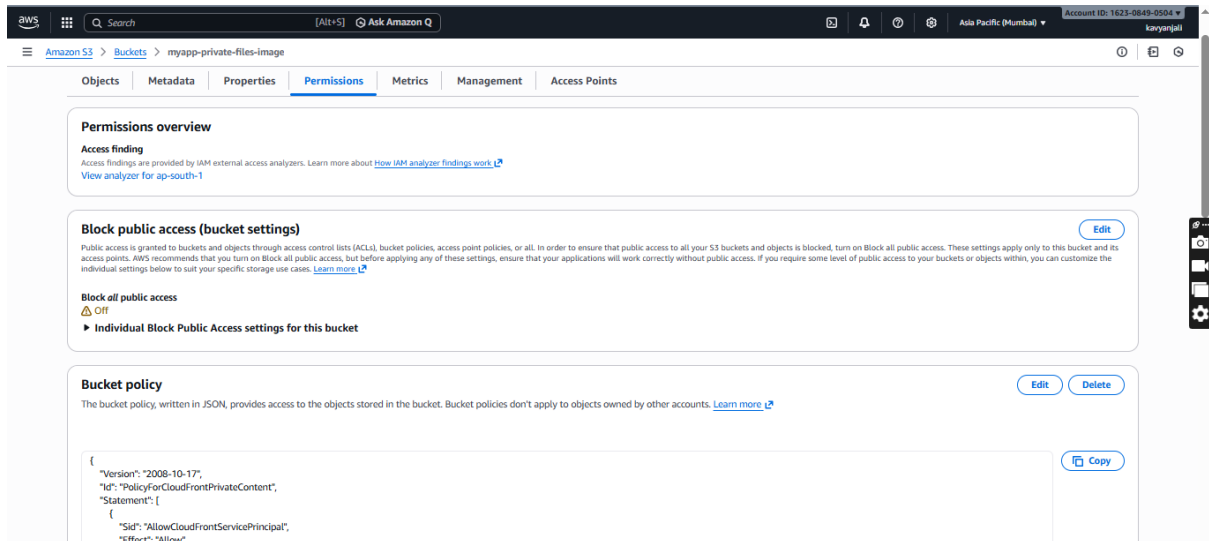 aws Search [Alt+S] Ask Amazon Q Asia Pacific (Mumbai) ▼ Account ID: 1623-0849-0504 ▼
kavyanjali
Amazon S3 > Buckets > myapp-private-files-image
Objects Metadata Properties Permissions Metrics Management Access Points
Permissions overview
Access finding
Access findings are provided by IAM external access analyzers. Learn more about How IAM analyzer findings work
View analyzer for ap-south-1
Block public access (bucket settings) Edit
Public access is granted to buckets and objects through access control lists (ACLs), bucket policies, access point policies, or all. In order to ensure that public access to all your S3 buckets and objects is blocked, turn on Block all public access. These settings apply only to this bucket and its
access points. AWS recommends that you turn on Block all public access, but before applying any of these settings, ensure that your applications will work correctly without public access. If you require some level of public access to your buckets or objects within, you can customize the
individual settings below to suit your specific storage use cases. Learn more
Block all public access
Off
Individual Block Public Access settings for this bucket
Bucket policy Edit Delete
The bucket policy, written in JSON, provides access to the objects stored in the bucket. Bucket policies don't apply to objects owned by other accounts. Learn more
{ Copy
"Version": "2008-10-17",
"Id": "PolicyForCloudFrontPrivateContent",
"Statement": [
{
"Sid": "AllowCloudFrontServicePrincipal",
"Effect": "Allow"